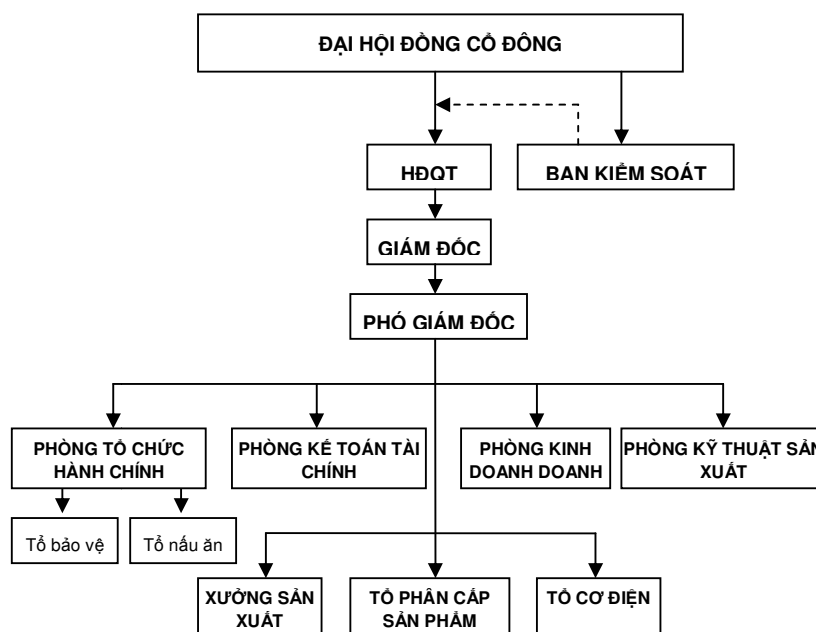 ĐẠI HỘI ĐỒNG CỔ ĐÔNG
HĐQT
BAN KIỂM SOÁT
GIÁM ĐỐC
PHÓ GIÁM ĐỐC
PHÒNG TỔ CHỨC
HÀNH CHÍNH
PHÒNG KẾ TOÁN TÀI
CHÍNH
PHÒNG KINH
DOANH DOANH
PHÒNG KỸ THUẬT SẢN
XUẤT
Tổ bảo vệ
Tổ nấu ăn
XƯỞNG SẢN
XUẤT
TỔ PHÂN CẤP
SẢN PHẨM
TỔ CƠ ĐIỆN